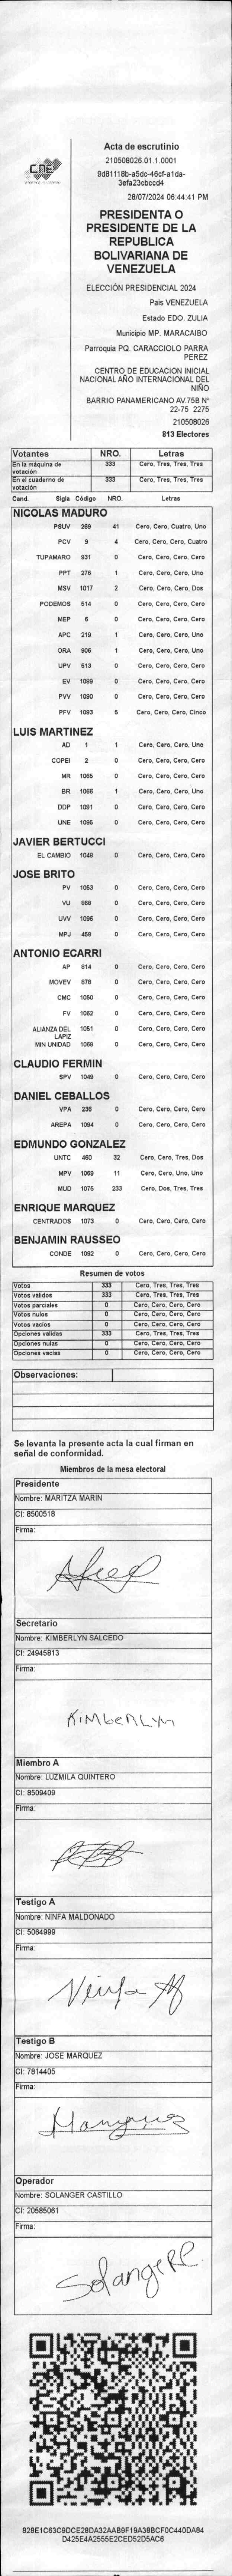 CNE
Acta de escrutinio
210508026.01.1.0001
9d81118b-a5dc-46cf-a1da-
3efa23cbccd4
28/07/2024 06:44:41 PM
PRESIDENTA O
PRESIDENTE DE LA
REPUBLICA
BOLIVARIANA DE
VENEZUELA
ELECCIÓN PRESIDENCIAL 2024
Pais VENEZUELA
Estado EDO. ZULIA
Municipio MP. MARACAIBO
Parroquia PQ. CARACCIOLO PARRA
PEREZ
CENTRO DE EDUCACION INICIAL
NACIONAL AÑO INTERNACIONAL DEL
NIÑO
BARRIO PANAMERICANO AV.75B Nº
22-75 2275
210508026
813 Electores
Votantes NRO. Letras
En la máquina de votación 333 Cero, Tres, Tres, Tres
En el cuaderno de votación 333 Cero, Tres, Tres, Tres
Cand. Sigla Código NRO. Letras
NICOLAS MADURO
PSUV 269 41 Cero, Cero, Cuatro, Uno
PCV 9 4 Cero, Cero, Cero, Cuatro
TUPAMARO 931 0 Cero, Cero, Cero, Cero
PPT 276 1 Cero, Cero, Cero, Uno
MSV 1017 2 Cero, Cero, Cero, Dos
PODEMOS 514 0 Cero, Cero, Cero, Cero
MEP 6 0 Cero, Cero, Cero, Cero
APC 219 1 Cero, Cero, Cero, Uno
ORA 906 1 Cero, Cero, Cero, Uno
UPV 513 0 Cero, Cero, Cero, Cero
EV 1089 0 Cero, Cero, Cero, Cero
PVV 1090 0 Cero, Cero, Cero, Cero
PFV 1093 5 Cero, Cero, Cero, Cinco
LUIS MARTINEZ
AD 1 1 Cero, Cero, Cero, Uno
COPEI 2 0 Cero, Cero, Cero, Cero
MR 1065 0 Cero, Cero, Cero, Cero
BR 1066 1 Cero, Cero, Cero, Uno
DDP 1091 0 Cero, Cero, Cero, Cero
UNE 1095 0 Cero, Cero, Cero, Cero
JAVIER BERTUCCI
EL CAMBIO 1048 0 Cero, Cero, Cero, Cero
JOSE BRITO
PV 1053 0 Cero, Cero, Cero, Cero
VU 868 0 Cero, Cero, Cero, Cero
UVV 1096 0 Cero, Cero, Cero, Cero
MPJ 458 0 Cero, Cero, Cero, Cero
ANTONIO ECARRI
AP 814 0 Cero, Cero, Cero, Cero
MOVEV 878 0 Cero, Cero, Cero, Cero
CMC 1050 0 Cero, Cero, Cero, Cero
FV 1062 0 Cero, Cero, Cero, Cero
ALIANZA DEL LAPIZ 1051 0 Cero, Cero, Cero, Cero
MIN UNIDAD 1068 0 Cero, Cero, Cero, Cero
CLAUDIO FERMIN
SPV 1049 0 Cero, Cero, Cero, Cero
DANIEL CEBALLOS
VPA 236 0 Cero, Cero, Cero, Cero
AREPA 1094 0 Cero, Cero, Cero, Cero
EDMUNDO GONZALEZ
UNTC 460 32 Cero, Cero, Tres, Dos
MPV 1069 11 Cero, Cero, Uno, Uno
MUD 1075 233 Cero, Dos, Tres, Tres
ENRIQUE MARQUEZ
CENTRADOS 1073 0 Cero, Cero, Cero, Cero
BENJAMIN RAUSSEO
CONDE 1092 0 Cero, Cero, Cero, Cero
Resumen de votos
Votos 333 Cero, Tres, Tres, Tres
Votos válidos 333 Cero, Tres, Tres, Tres
Votos parciales 0 Cero, Cero, Cero, Cero
Votos nulos 0 Cero, Cero, Cero, Cero
Votos vacios 0 Cero, Cero, Cero, Cero
Opciones validas 333 Cero, Tres, Tres, Tres
Opciones nulas 0 Cero, Cero, Cero, Cero
Opciones vacias 0 Cero, Cero, Cero, Cero
Observaciones:
Se levanta la presente acta la cual firman en
señal de conformidad.
Miembros de la mesa electoral
Presidente
Nombre: MARITZA MARIN
CI: 8500518
Firma:
Secretario
Nombre: KIMBERLYN SALCEDO
CI: 24945813
Firma:
KIMbeRLYN
Miembro A
Nombre: LUZMILA QUINTERO
CI: 8509409
Firma:
Testigo A
Nombre: NINFA MALDONADO
CI: 5064999
Firma:
Ninfa M
Testigo B
Nombre: JOSE MARQUEZ
CI: 7814405
Firma:
Marquez
Operador
Nombre: SOLANGER CASTILLO
CI: 20585061
Firma:
SolangeRC
828E1C63C9DCE28DA32AAB9F19A38BCF0C440DA84
D425E4A2555E2CED52D5AC6